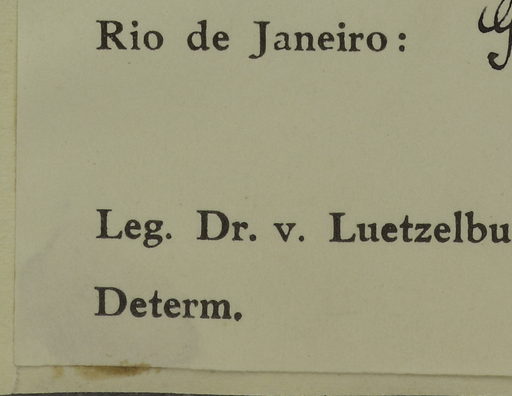 Rio de Janeiro:
Leg. Dr. v. Luetzelbu
Determ.